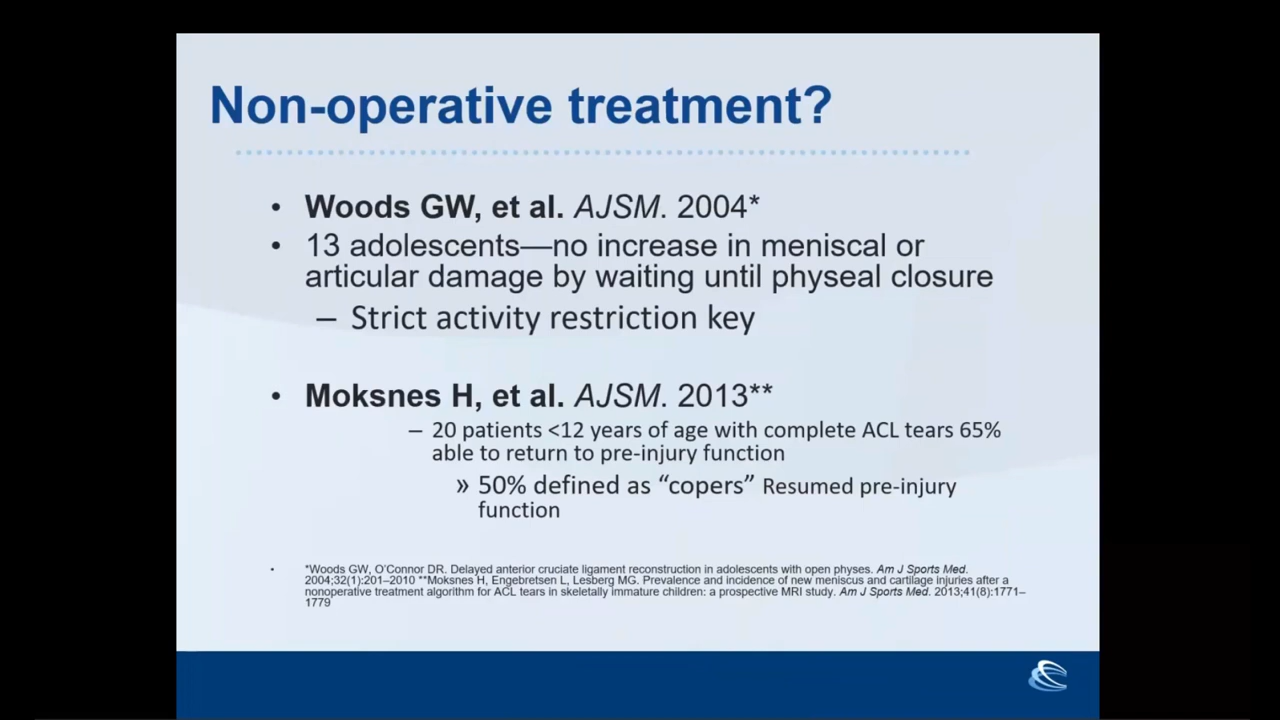 Non-operative treatment?
• Woods GW, et al. AJSM. 2004*
• 13 adolescents—no increase in meniscal or
articular damage by waiting until physeal closure
– Strict activity restriction key
• Moksnes H, et al. AJSM. 2013**
– 20 patients <12 years of age with complete ACL tears 65%
able to return to pre-injury function
» 50% defined as “copers” Resumed pre-injury
function
• *Woods GW, O’Connor DR. Delayed anterior cruciate ligament reconstruction in adolescents with open physes. Am J Sports Med.
2004;32(1):201–2010 **Moksnes H, Engebretsen L, Lesberg MG. Prevalence and incidence of new meniscus and cartilage injuries after a
nonoperative treatment algorithm for ACL tears in skeletally immature children: a prospective MRI study. Am J Sports Med. 2013;41(8):1771–
1779